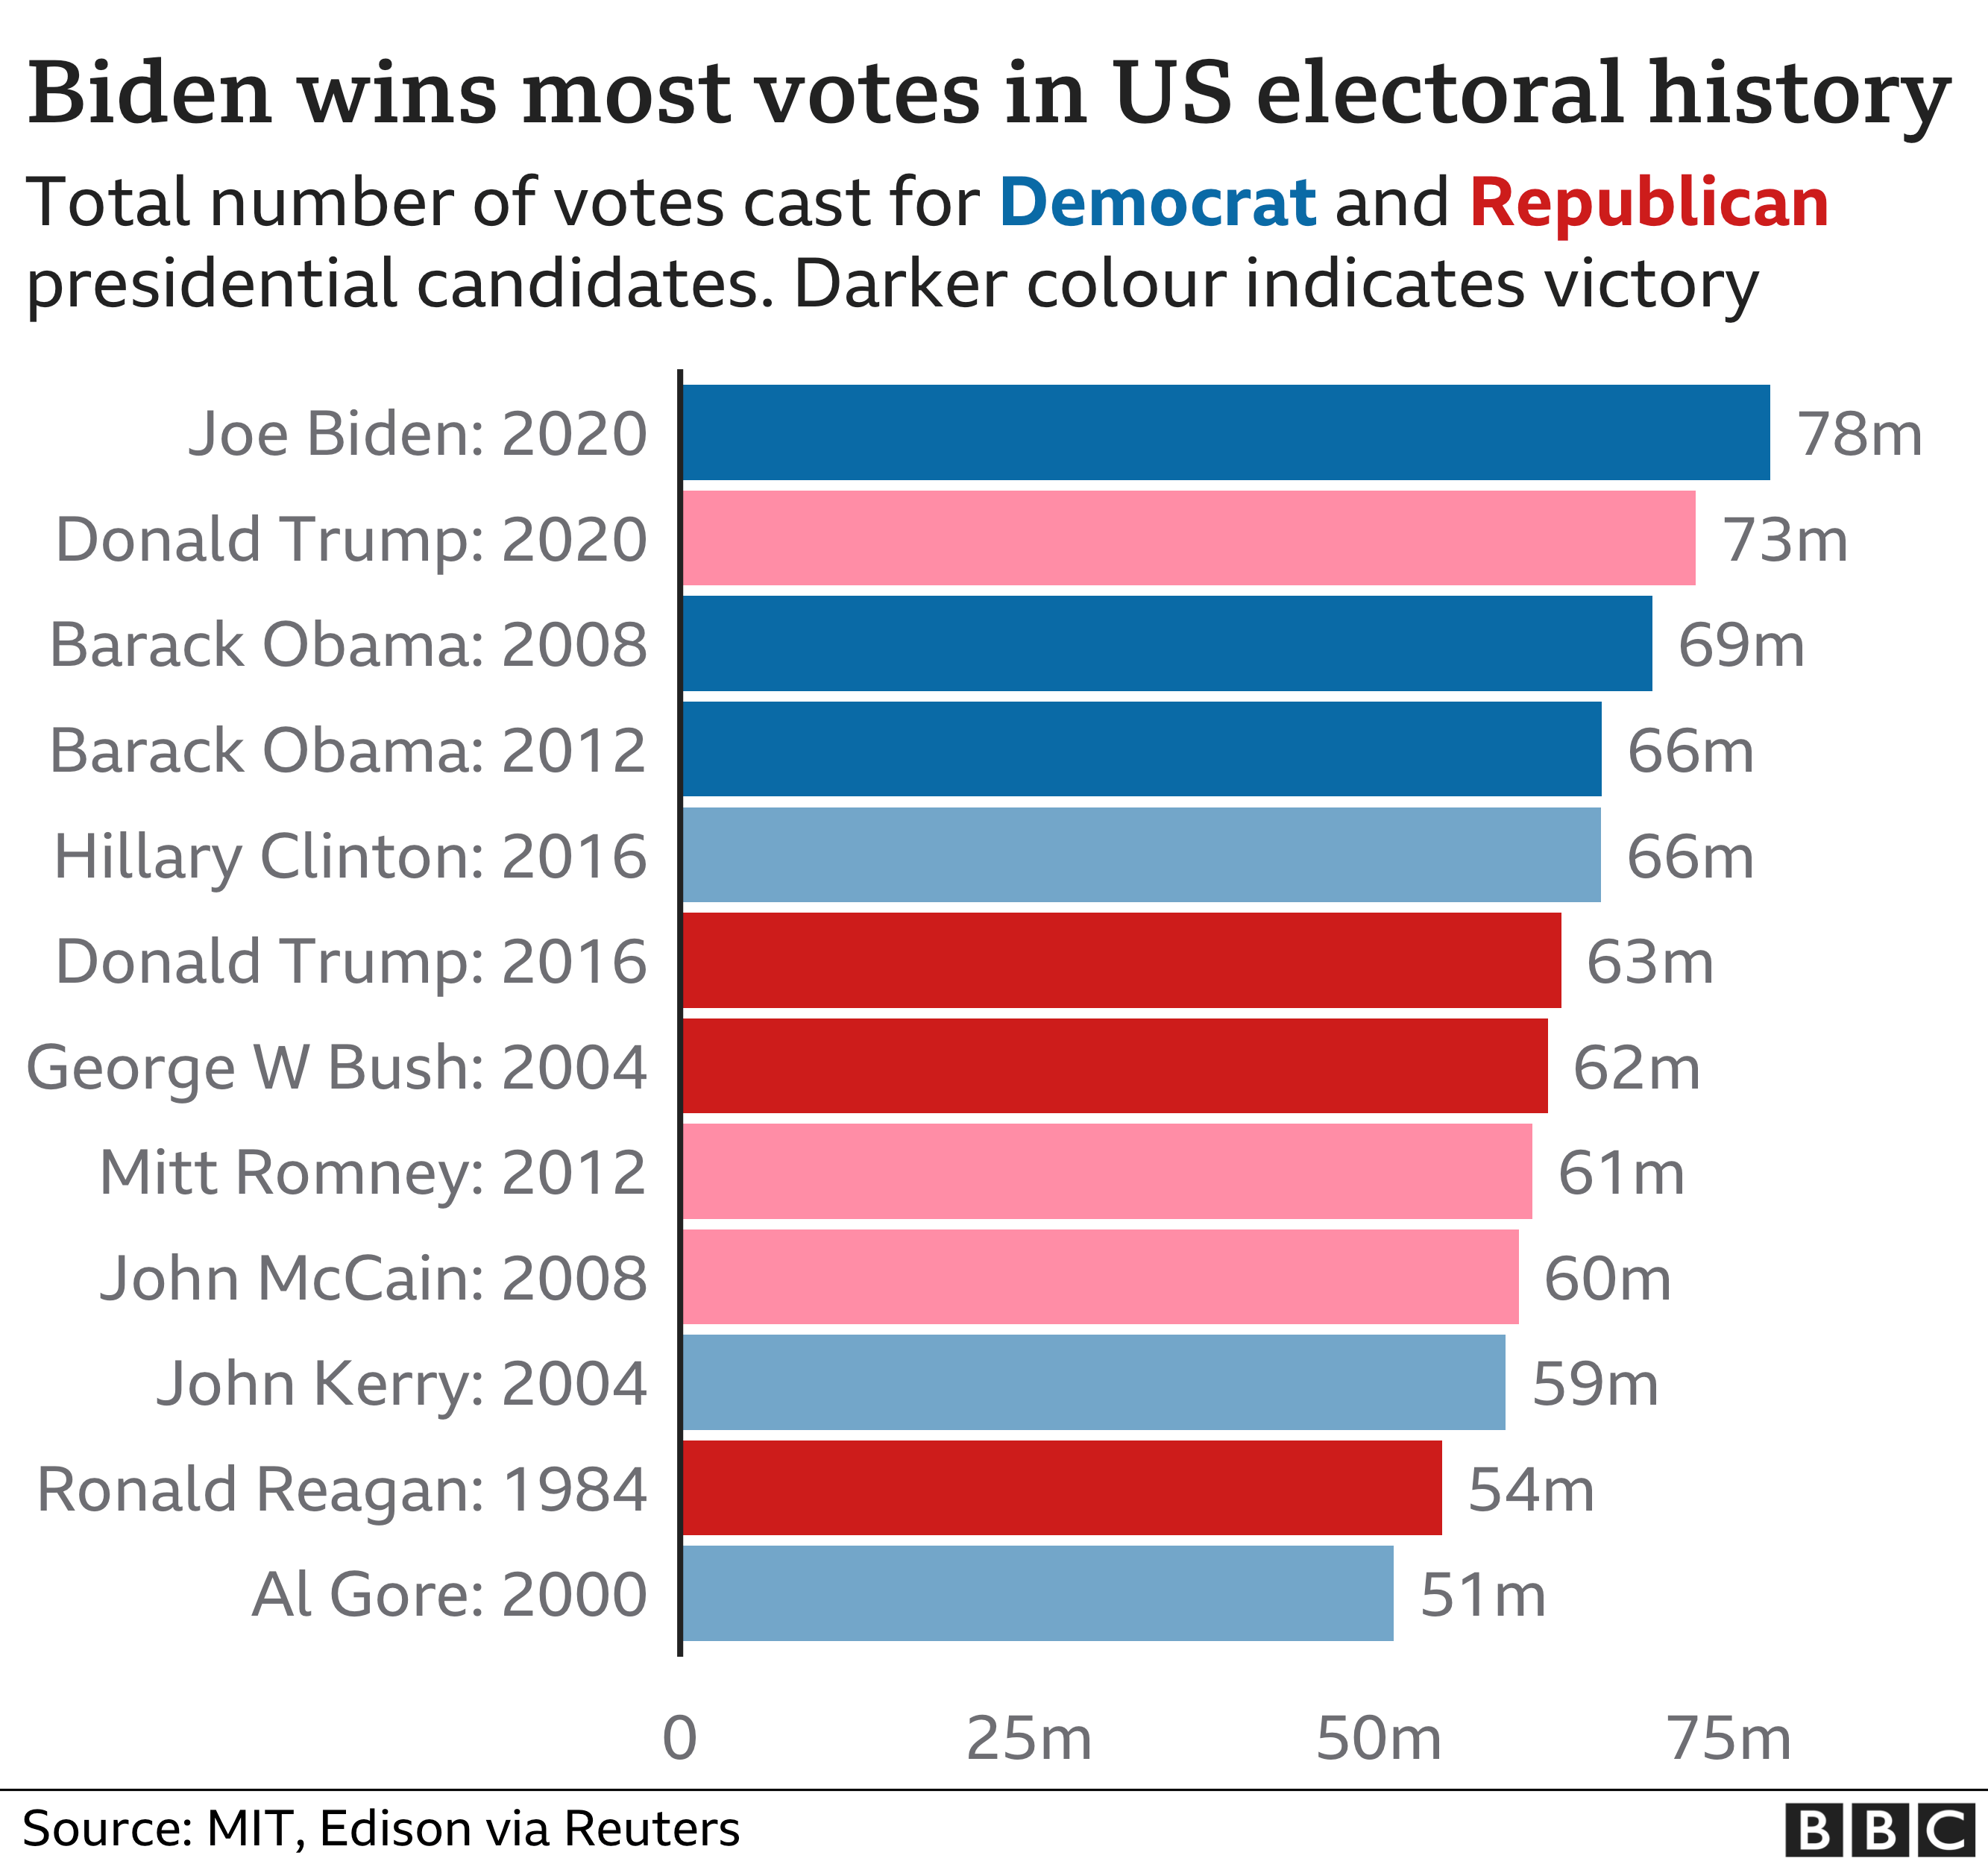 Biden wins most votes in US electoral history
Total number of votes cast for Democrat and Republican
presidential candidates. Darker colour indicates victory
Joe Biden: 2020 78m
Donald Trump: 2020 73m
Barack Obama: 2008 69m
Barack Obama: 2012 66m
Hillary Clinton: 2016 66m
Donald Trump: 2016 63m
George W Bush: 2004 62m
Mitt Romney: 2012 61m
John McCain: 2008 60m
John Kerry: 2004 59m
Ronald Reagan: 1984 54m
Al Gore: 2000 51m
0 25m 50m 75m
Source: MIT, Edison via Reuters BBC